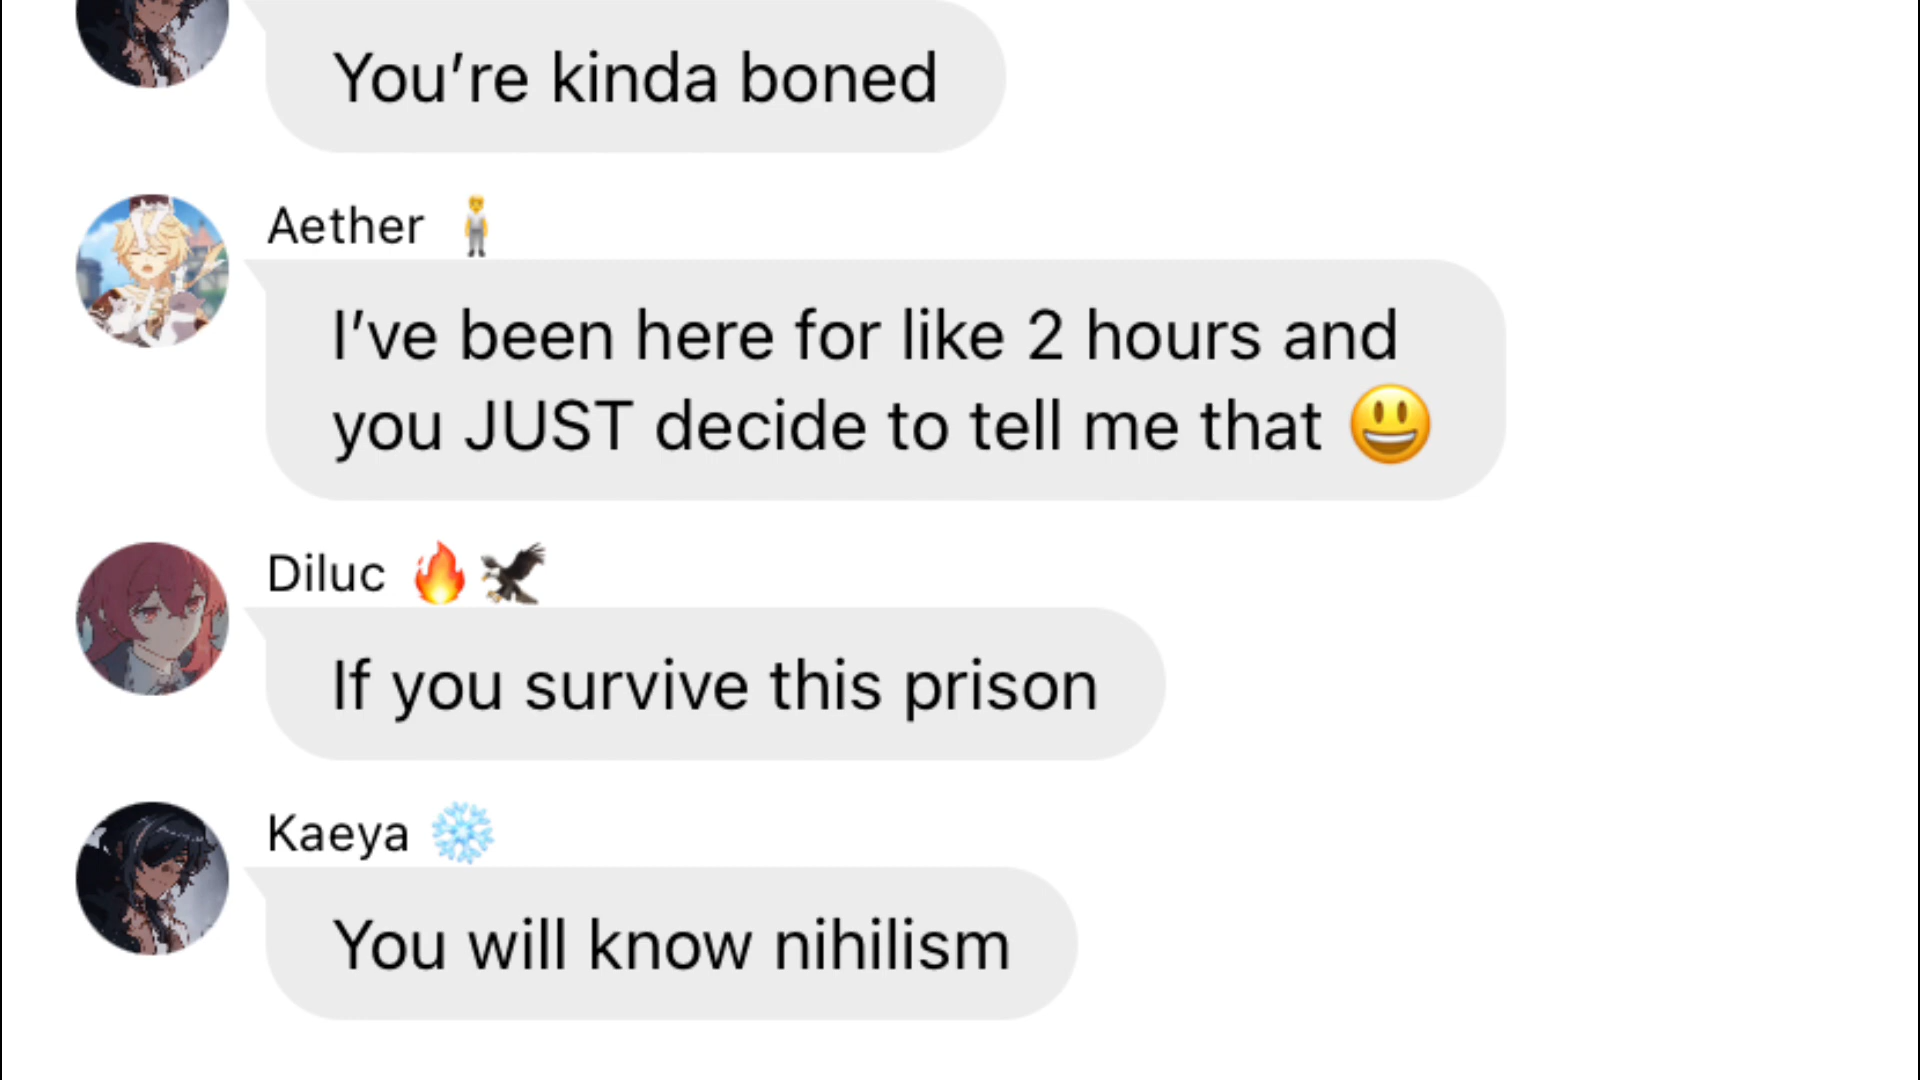 You’re kinda boned
Aether 🧍
I’ve been here for like 2 hours and
you JUST decide to tell me that 😃
Diluc 🔥🦅
If you survive this prison
Kaeya ❄️
You will know nihilism